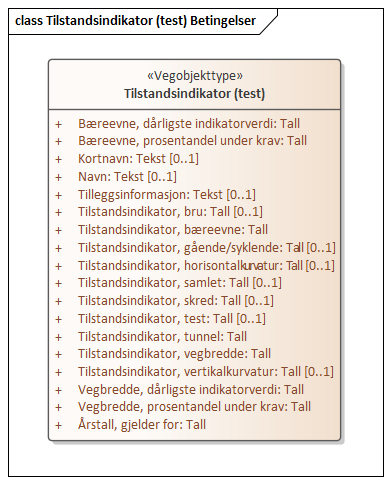 class Tilstandsindikator (test) Betingelser
«Vegobjekttype»
Tilstandsindikator (test)
+ Bæreevne, dårligste indikatorverdi: Tall
+ Bæreevne, prosentandel under krav: Tall
+ Kortnavn: Tekst [0..1]
+ Navn: Tekst [0..1]
+ Tilleggsinformasjon: Tekst [0..1]
+ Tilstandsindikator, bru: Tall [0..1]
+ Tilstandsindikator, bæreevne: Tall
+ Tilstandsindikator, gående/syklende: Tall [0..1]
+ Tilstandsindikator, horisontalkurvatur: Tall [0..1]
+ Tilstandsindikator, samlet: Tall [0..1]
+ Tilstandsindikator, skred: Tall [0..1]
+ Tilstandsindikator, test: Tall [0..1]
+ Tilstandsindikator, tunnel: Tall
+ Tilstandsindikator, vegbredde: Tall
+ Tilstandsindikator, vertikalkurvatur: Tall [0..1]
+ Vegbredde, dårligste indikatorverdi: Tall
+ Vegbredde, prosentandel under krav: Tall
+ Årstall, gjelder for: Tall